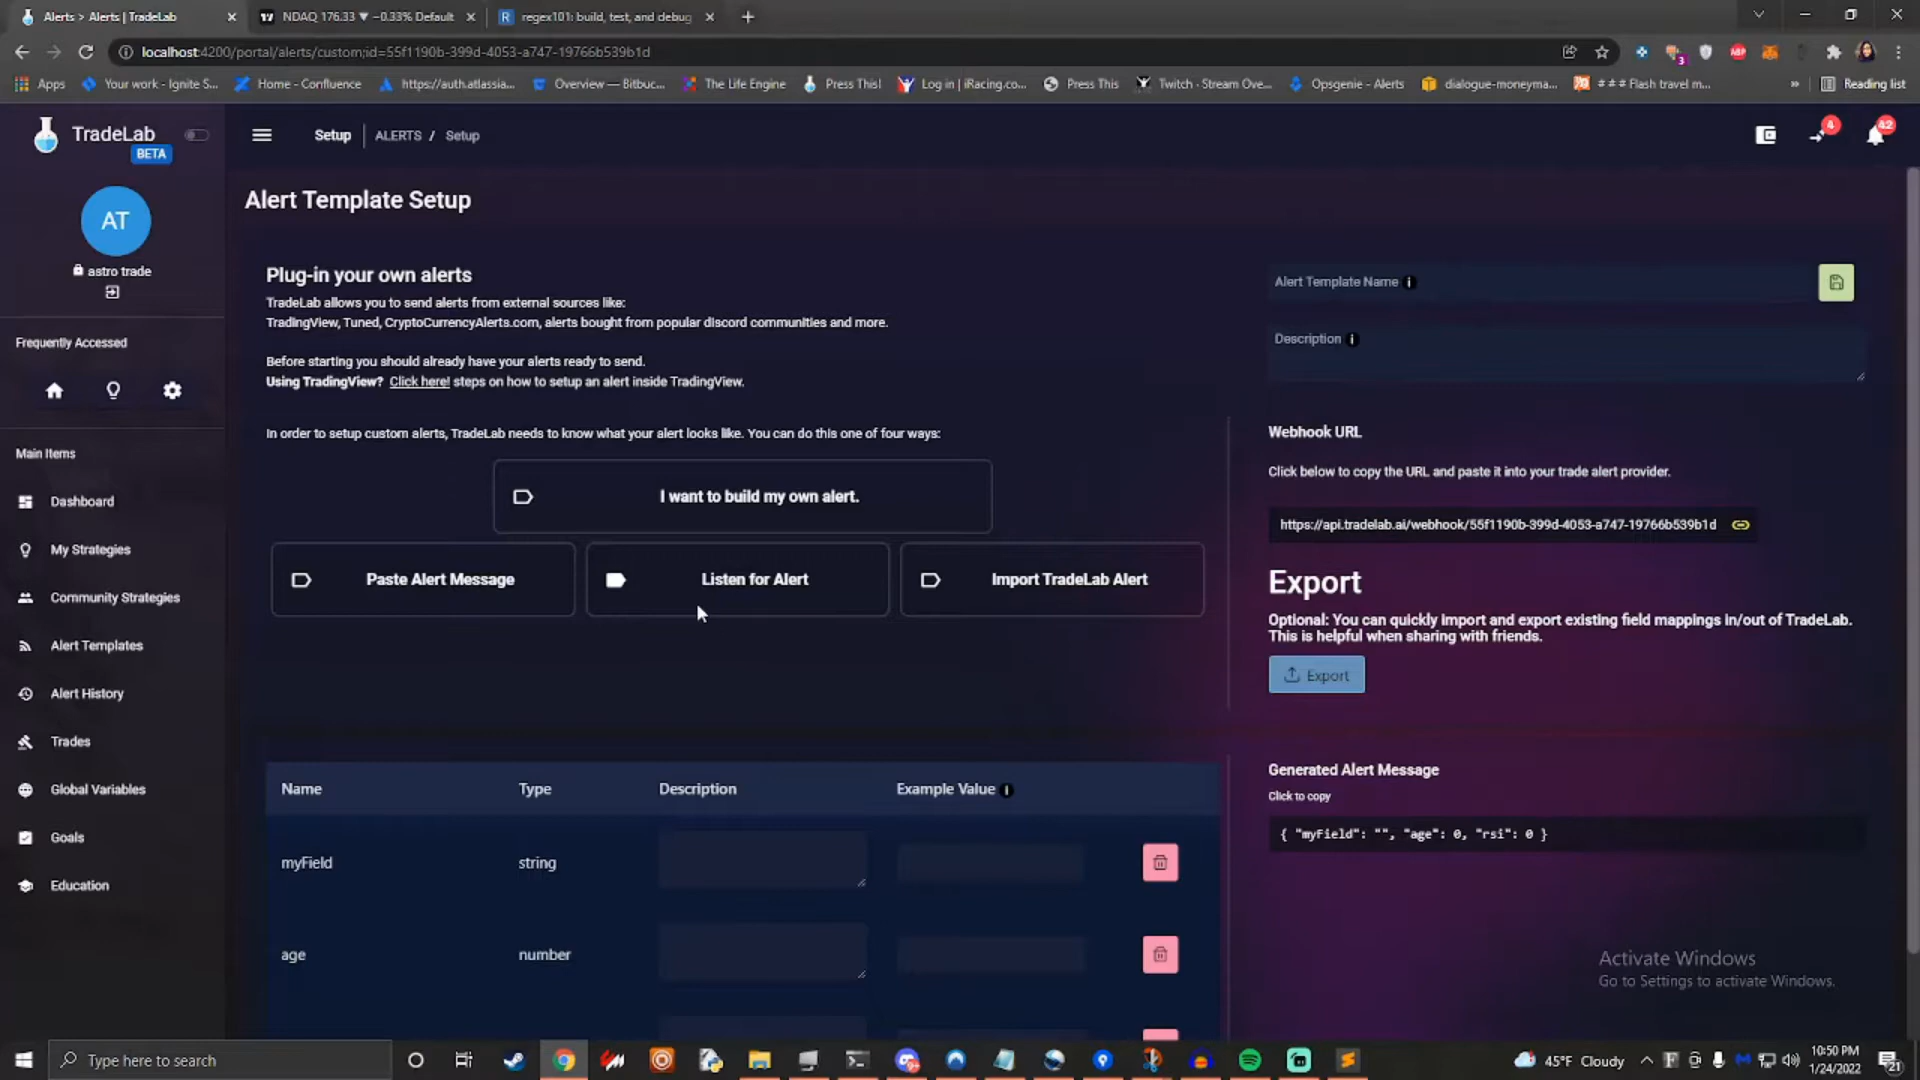 Alerts > Alerts | TradeLab
NDAQ 176.33 ▼ −0.33% Default
regex101: build, test, and debug
localhost:4200/portal/alerts/custom;id=55f1190b-399d-4053-a747-19766b539b1d
3
ABP
Apps
Your work - Ignite S...
Home - Confluence
https://auth.atlassia...
Overview — Bitbuc...
The Life Engine
Press This!
Log in | iRacing.co...
Press This
Twitch - Stream Ove...
Opsgenie - Alerts
dialogue-moneyma...
# # # Flash travel m...
»
Reading list
TradeLab
BETA
Setup
ALERTS / Setup
4
42
AT
astro trade
Frequently Accessed
Main Items
Dashboard
My Strategies
Community Strategies
Alert Templates
Alert History
Trades
Global Variables
Goals
Education
Alert Template Setup
Plug-in your own alerts
TradeLab allows you to send alerts from external sources like:
TradingView, Tuned, CryptoCurrencyAlerts.com, alerts bought from popular discord communities and more.
Before starting you should already have your alerts ready to send.
Using TradingView? Click here! steps on how to setup an alert inside TradingView.
In order to setup custom alerts, TradeLab needs to know what your alert looks like. You can do this one of four ways:
I want to build my own alert.
Paste Alert Message
Listen for Alert
Import TradeLab Alert
Alert Template Name i
Description i
Webhook URL
Click below to copy the URL and paste it into your trade alert provider.
https://api.tradelab.ai/webhook/55f1190b-399d-4053-a747-19766b539b1d
Export
Optional: You can quickly import and export existing field mappings in/out of TradeLab.
This is helpful when sharing with friends.
Export
Name Type Description Example Value i
myField string
age number
Generated Alert Message
Click to copy
{ "myField": "", "age": 0, "rsi": 0 }
Activate Windows
Go to Settings to activate Windows.
Type here to search
45°F Cloudy
10:50 PM
1/24/2022
21